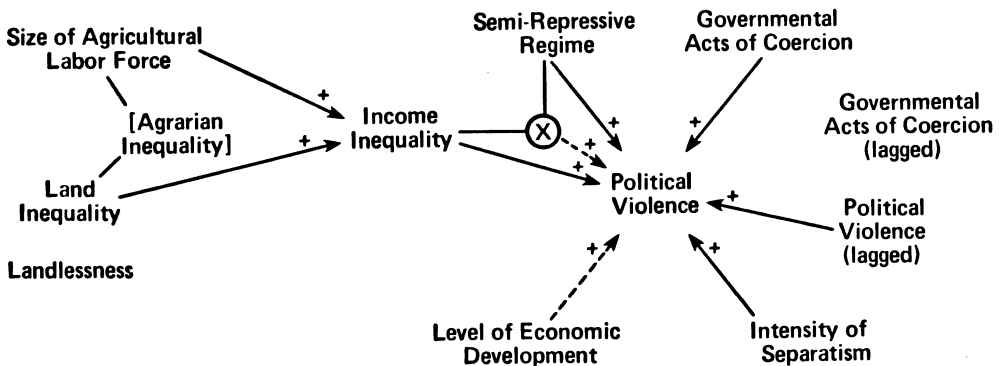 Size of Agricultural
Labor Force
[Agrarian
Inequality]
Land
Inequality
Landlessness
+
+
Income
Inequality
Semi-Repressive
Regime
X
+
+
+
Governmental
Acts of Coercion
+
Governmental
Acts of Coercion
(lagged)
Political
Violence
+
Political
Violence
(lagged)
+
Level of Economic
Development
+
Intensity of
Separatism